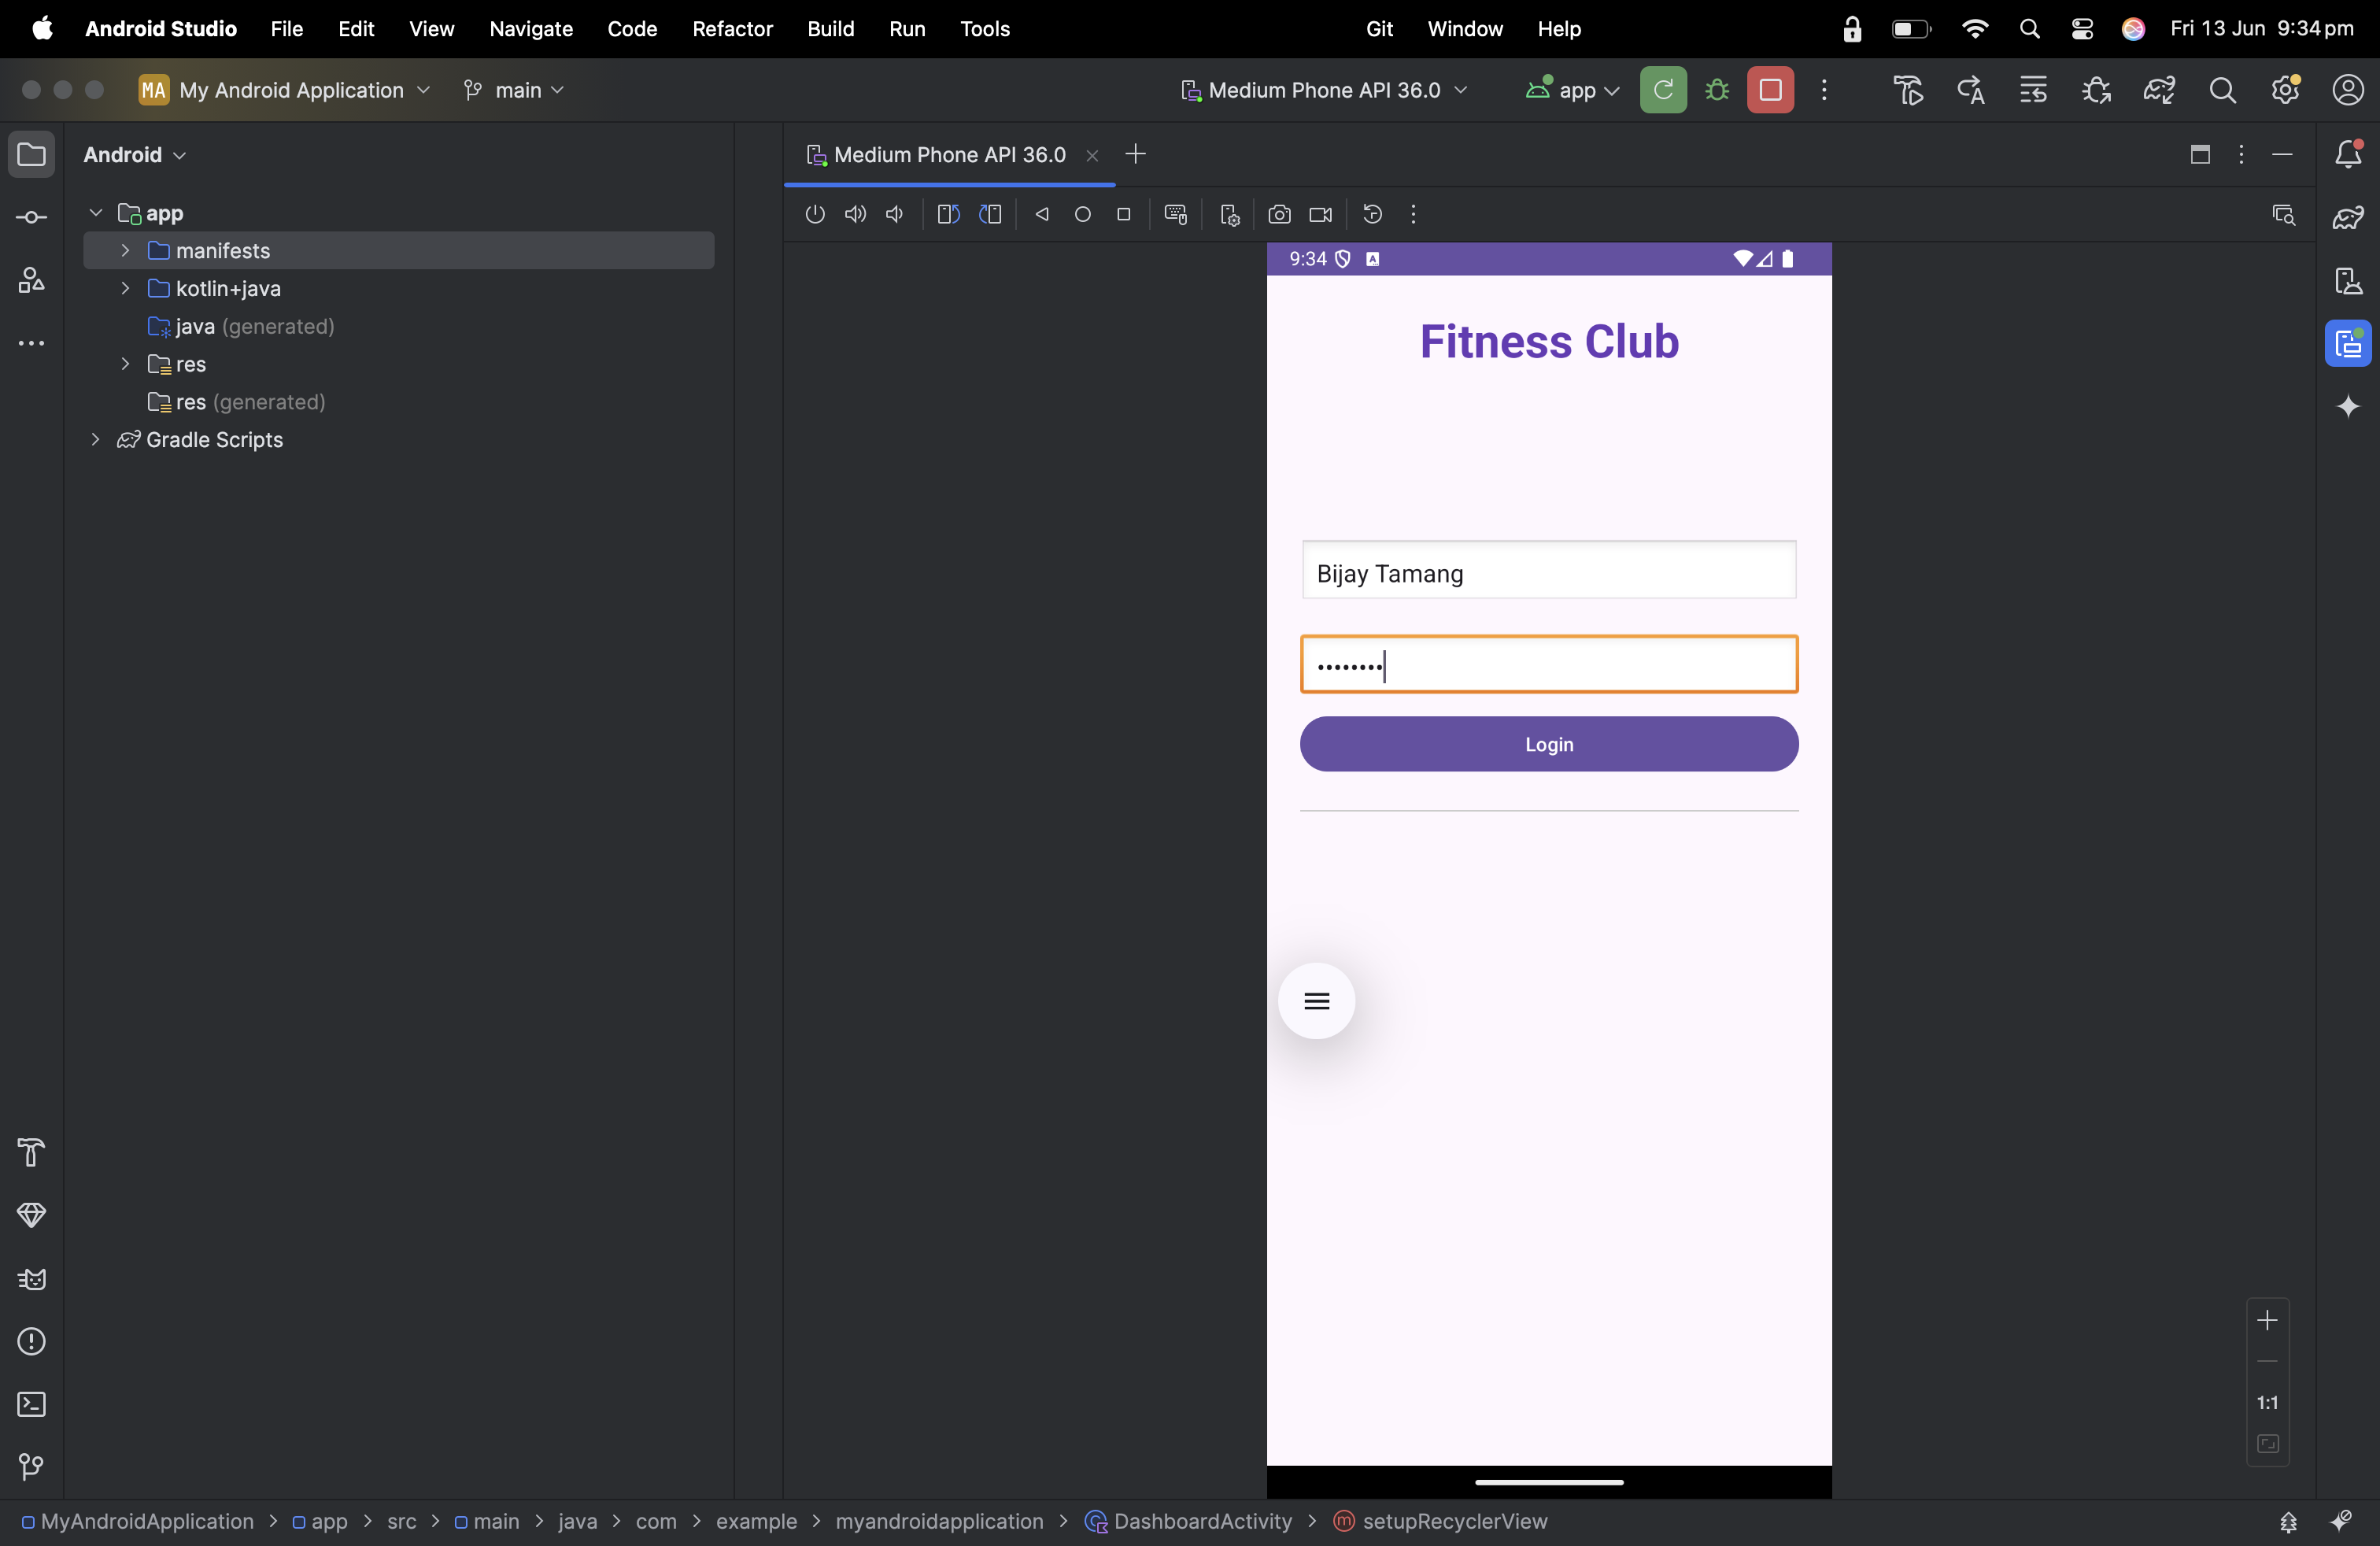 Android Studio File Edit View Navigate Code Refactor Build Run Tools Git Window Help Fri 13 Jun 9:34 pm
MA My Android Application main Medium Phone API 36.0 app
Android Medium Phone API 36.0
app
manifests
kotlin+java
java (generated)
res
res (generated)
Gradle Scripts
9:34
A
Fitness Club
Bijay Tamang
••••••••
Login
1:1
MyAndroidApplication > app > src > main > java > com > example > myandroidapplication > DashboardActivity > m setupRecyclerView